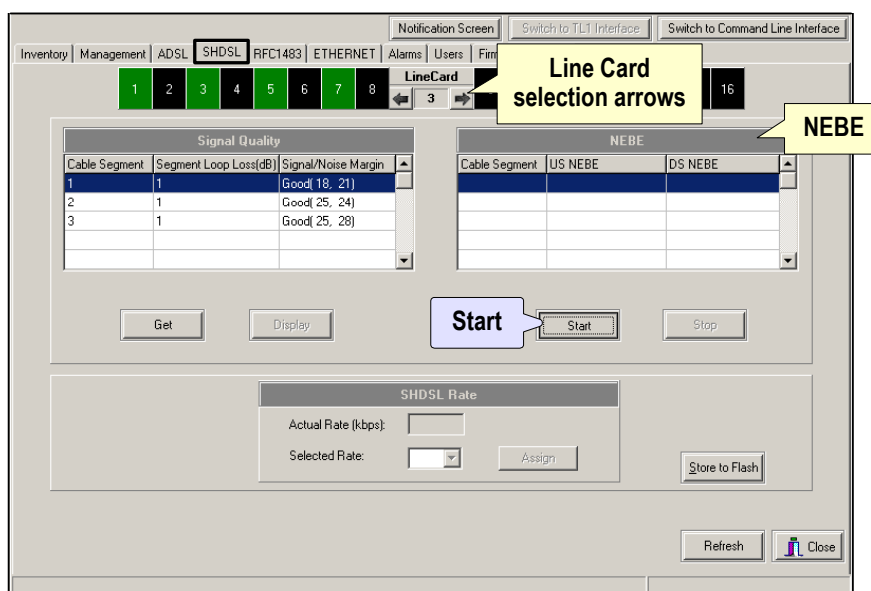 Notification Screen Switch to TL1 Interface Switch to Command Line Interface
Inventory Management ADSL SHDSL RFC1483 ETHERNET Alarms Users
LineCard
1 2 3 4 5 6 7 8 3 16
Line Card
selection arrows
NEBE
Signal Quality NEBE
Cable Segment Segment Loop Loss(dB) Signal/Noise Margin Cable Segment US NEBE DS NEBE
1 1 Good( 18, 21)
2 1 Good( 25, 24)
3 1 Good( 25, 28)
Get Display Start Start Stop
SHDSL Rate
Actual Rate (kbps):
Selected Rate: Assign
Store to Flash
Refresh Close